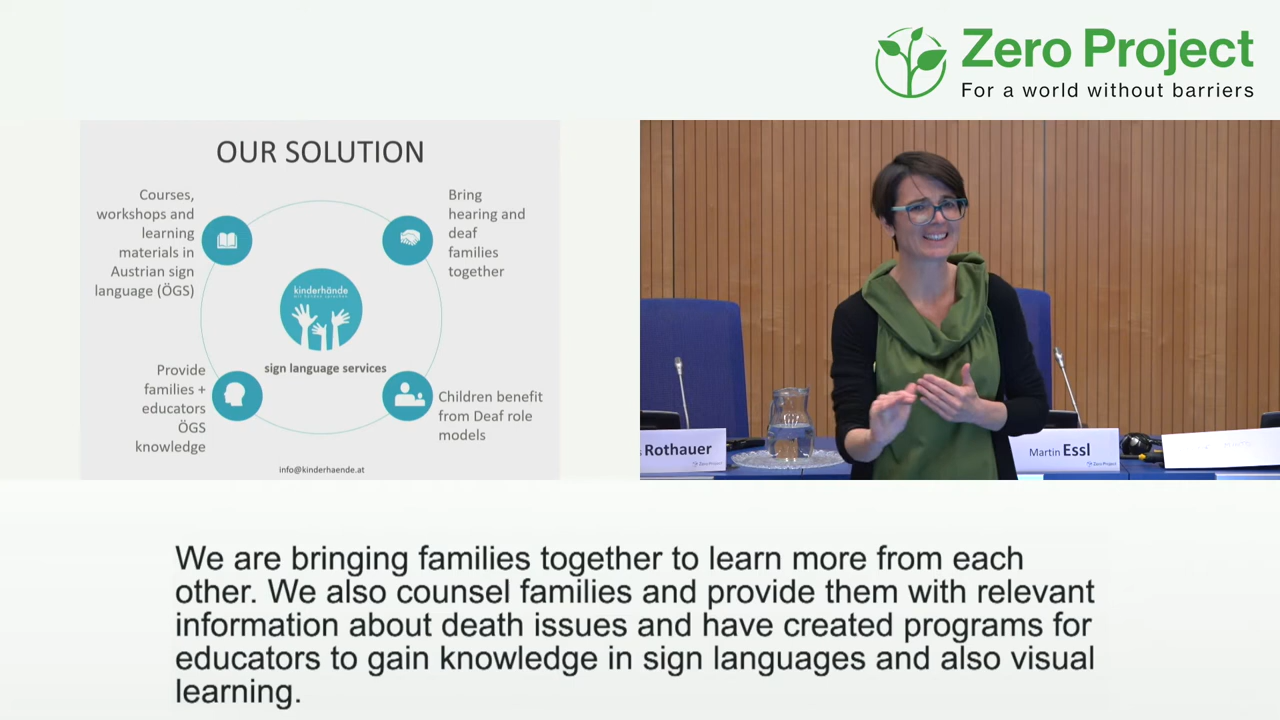 Zero Project
For a world without barriers
OUR SOLUTION
Courses,
workshops and
learning
materials in
Austrian sign
language (ÖGS)
Bring
hearing and
deaf
families
together
kinderhände
sign language services
Provide
families +
educators
ÖGS
knowledge
Children benefit
from Deaf role
models
info@kinderhaende.at
Rothauer
Zero Project
Martin Essl
Zero Project
We are bringing families together to learn more from each
other. We also counsel families and provide them with relevant
information about death issues and have created programs for
educators to gain knowledge in sign languages and also visual
learning.